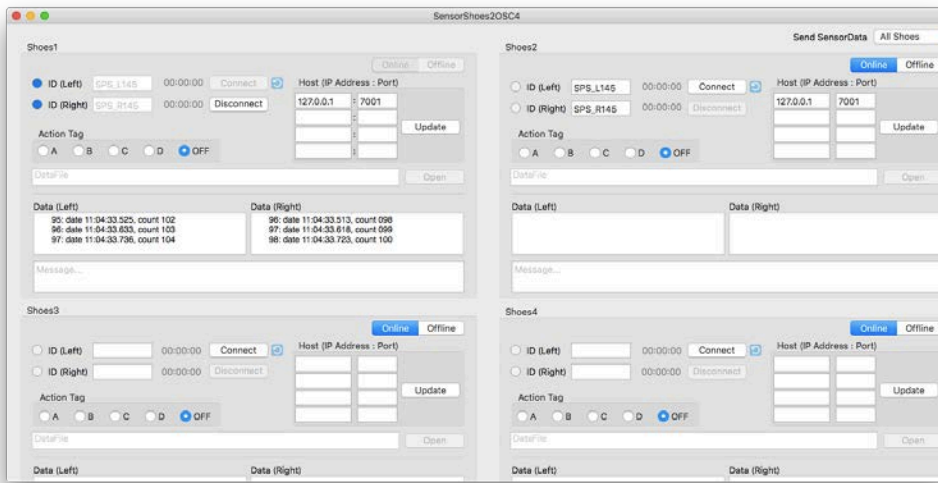 SensorShoes2OSC4
Send SensorData All Shoes
Shoes1
Online Offline
ID (Left) SPS_L145 00:00:00 Connect
Host (IP Address : Port)
ID (Right) SPS_R145 00:00:00 Disconnect
127.0.0.1 : 7001
:
:
:
Update
Action Tag
A B C D OFF
DataFile
Open
Data (Left)
95: date 11:04:33.525, count 102
96: date 11:04:33.633, count 103
97: date 11:04:33.736, count 104
Data (Right)
96: date 11:04:33.513, count 098
97: date 11:04:33.618, count 099
98: date 11:04:33.723, count 100
Message...
Shoes2
Online Offline
ID (Left) SPS_L145 00:00:00 Connect
Host (IP Address : Port)
ID (Right) SPS_R145 00:00:00 Disconnect
127.0.0.1 7001
Update
Action Tag
A B C D OFF
DataFile
Open
Data (Left)
Data (Right)
Message...
Shoes3
Online Offline
ID (Left) 00:00:00 Connect
Host (IP Address : Port)
ID (Right) 00:00:00 Disconnect
Update
Action Tag
A B C D OFF
DataFile
Open
Data (Left)
Data (Right)
Shoes4
Online Offline
ID (Left) 00:00:00 Connect
Host (IP Address : Port)
ID (Right) 00:00:00 Disconnect
Update
Action Tag
A B C D OFF
DataFile
Open
Data (Left)
Data (Right)